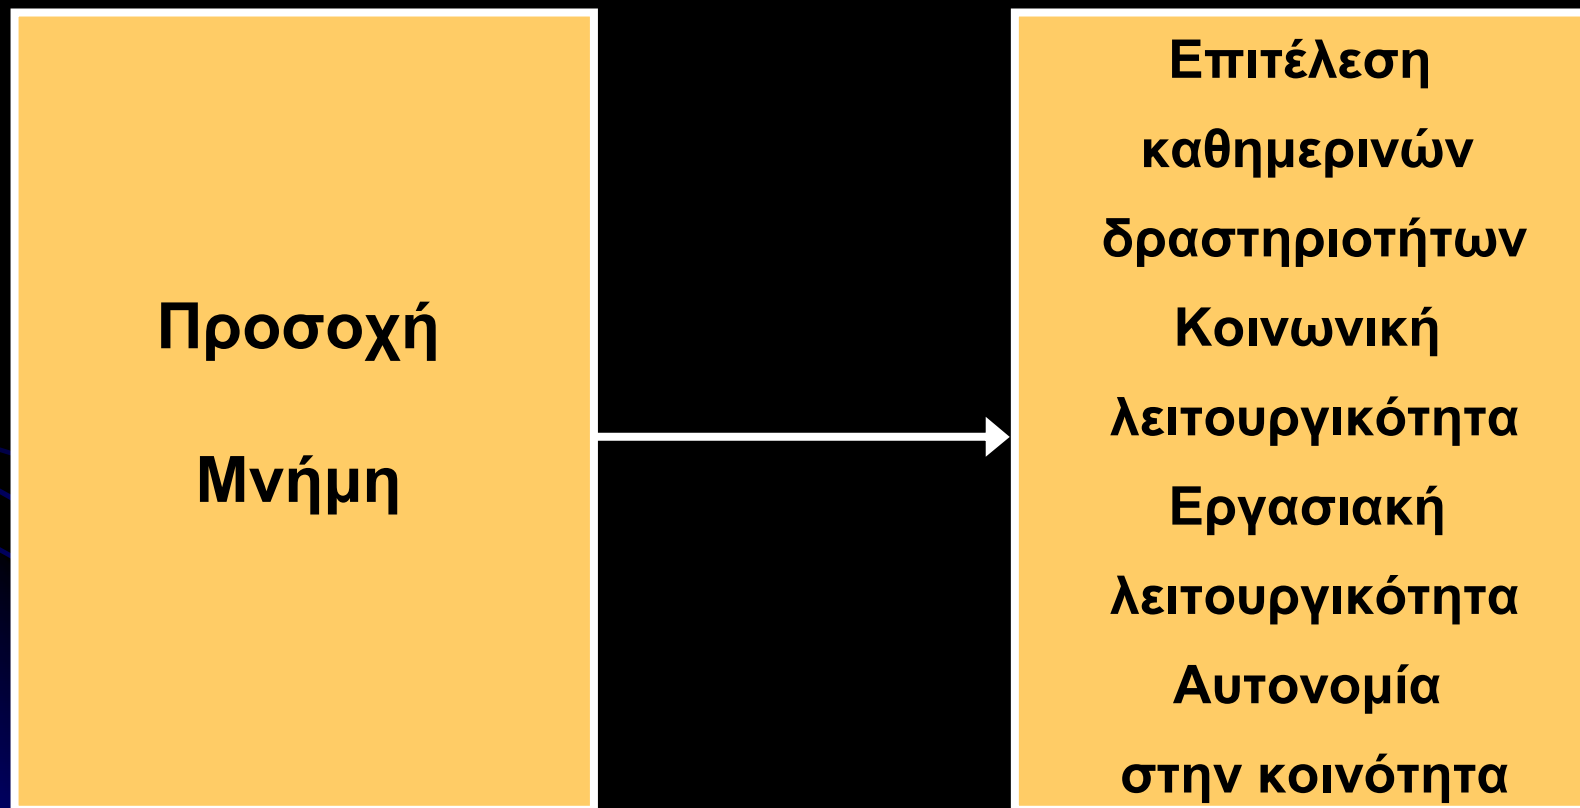 Προσοχή
Μνήμη
Επιτέλεση
καθημερινών
δραστηριοτήτων
Κοινωνική
λειτουργικότητα
Εργασιακή
λειτουργικότητα
Αυτονομία
στην κοινότητα